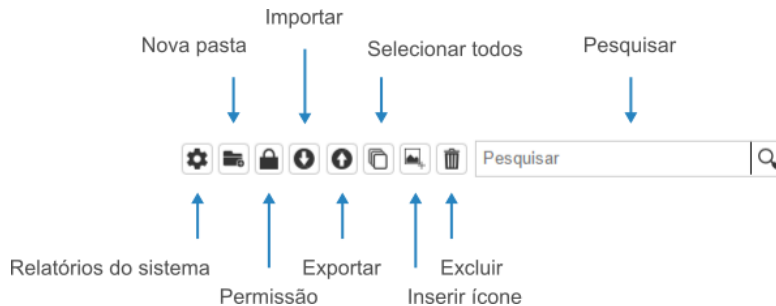 Importar
Nova pasta
Selecionar todos
Pesquisar
Pesquisar
Relatórios do sistema
Exportar
Excluir
Permissão
Inserir ícone